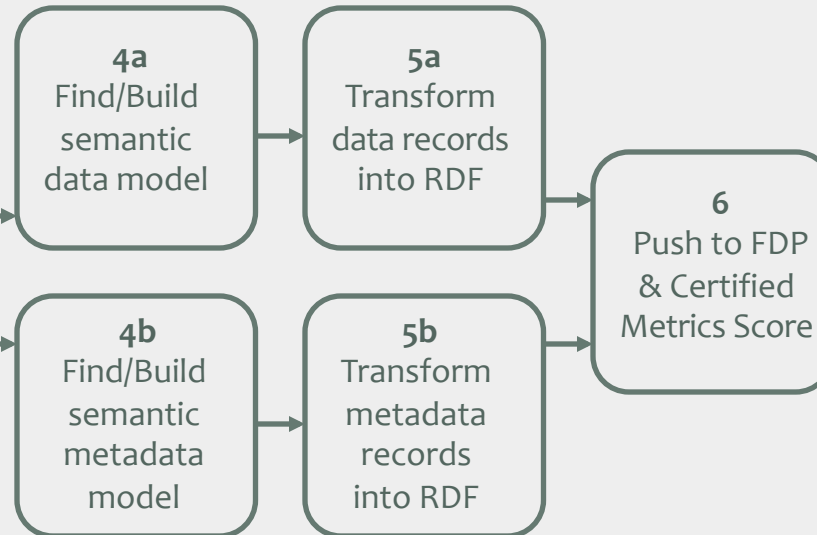 4a
Find/Build
semantic
data model
5a
Transform
data records
into RDF
6
Push to FDP
& Certified
Metrics Score
4b
Find/Build
semantic
metadata
model
5b
Transform
metadata
records
into RDF